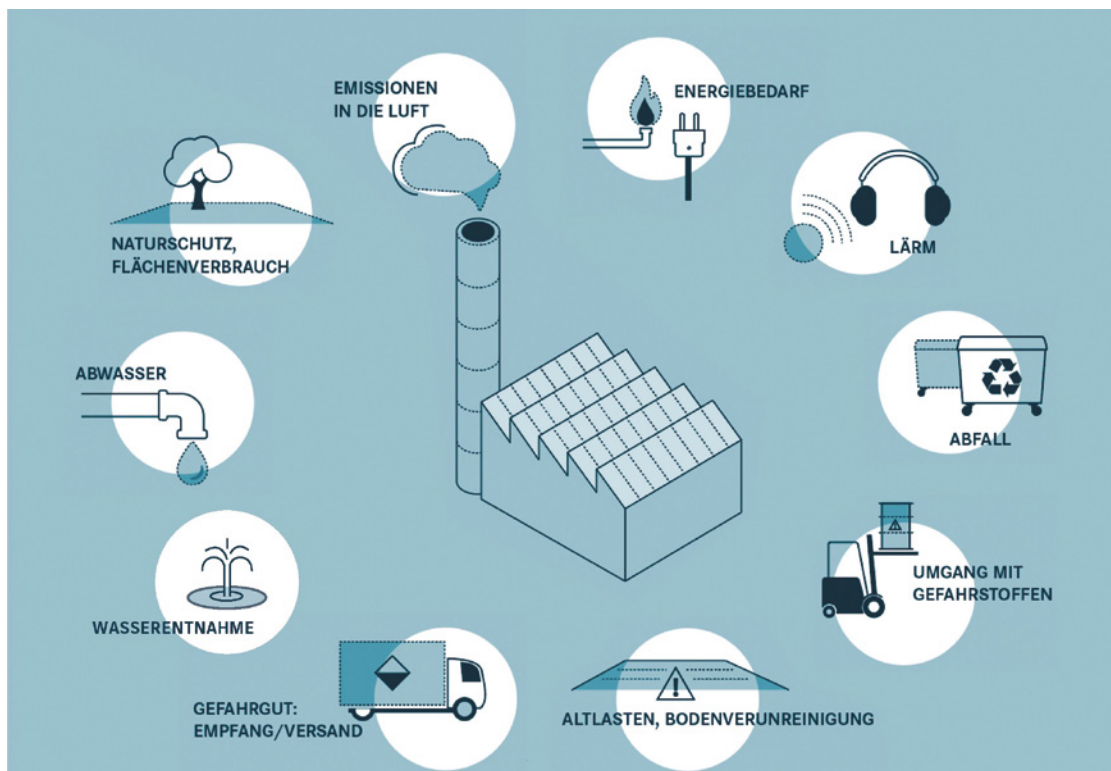 EMISSIONEN
IN DIE LUFT
ENERGIEBEDARF
NATURSCHUTZ,
FLÄCHENVERBRAUCH
LÄRM
ABWASSER
ABFALL
UMGANG MIT
GEFAHRSTOFFEN
WASSERENTNAHME
GEFAHRGUT:
EMPFANG/VERSAND
ALTLASTEN, BODENVERUNREINIGUNG